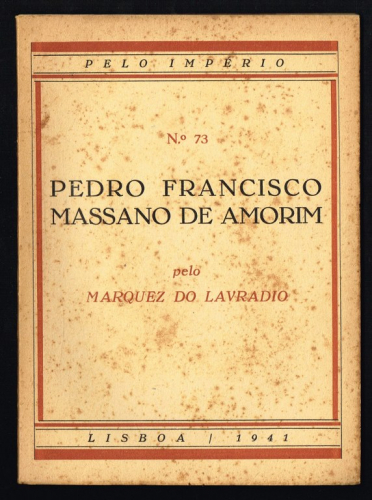 PELO IMPÉRIO
N.º 73
PEDRO FRANCISCO
MASSANO DE AMORIM
pelo
MARQUEZ DO LAVRADIO
LISBOA / 1941